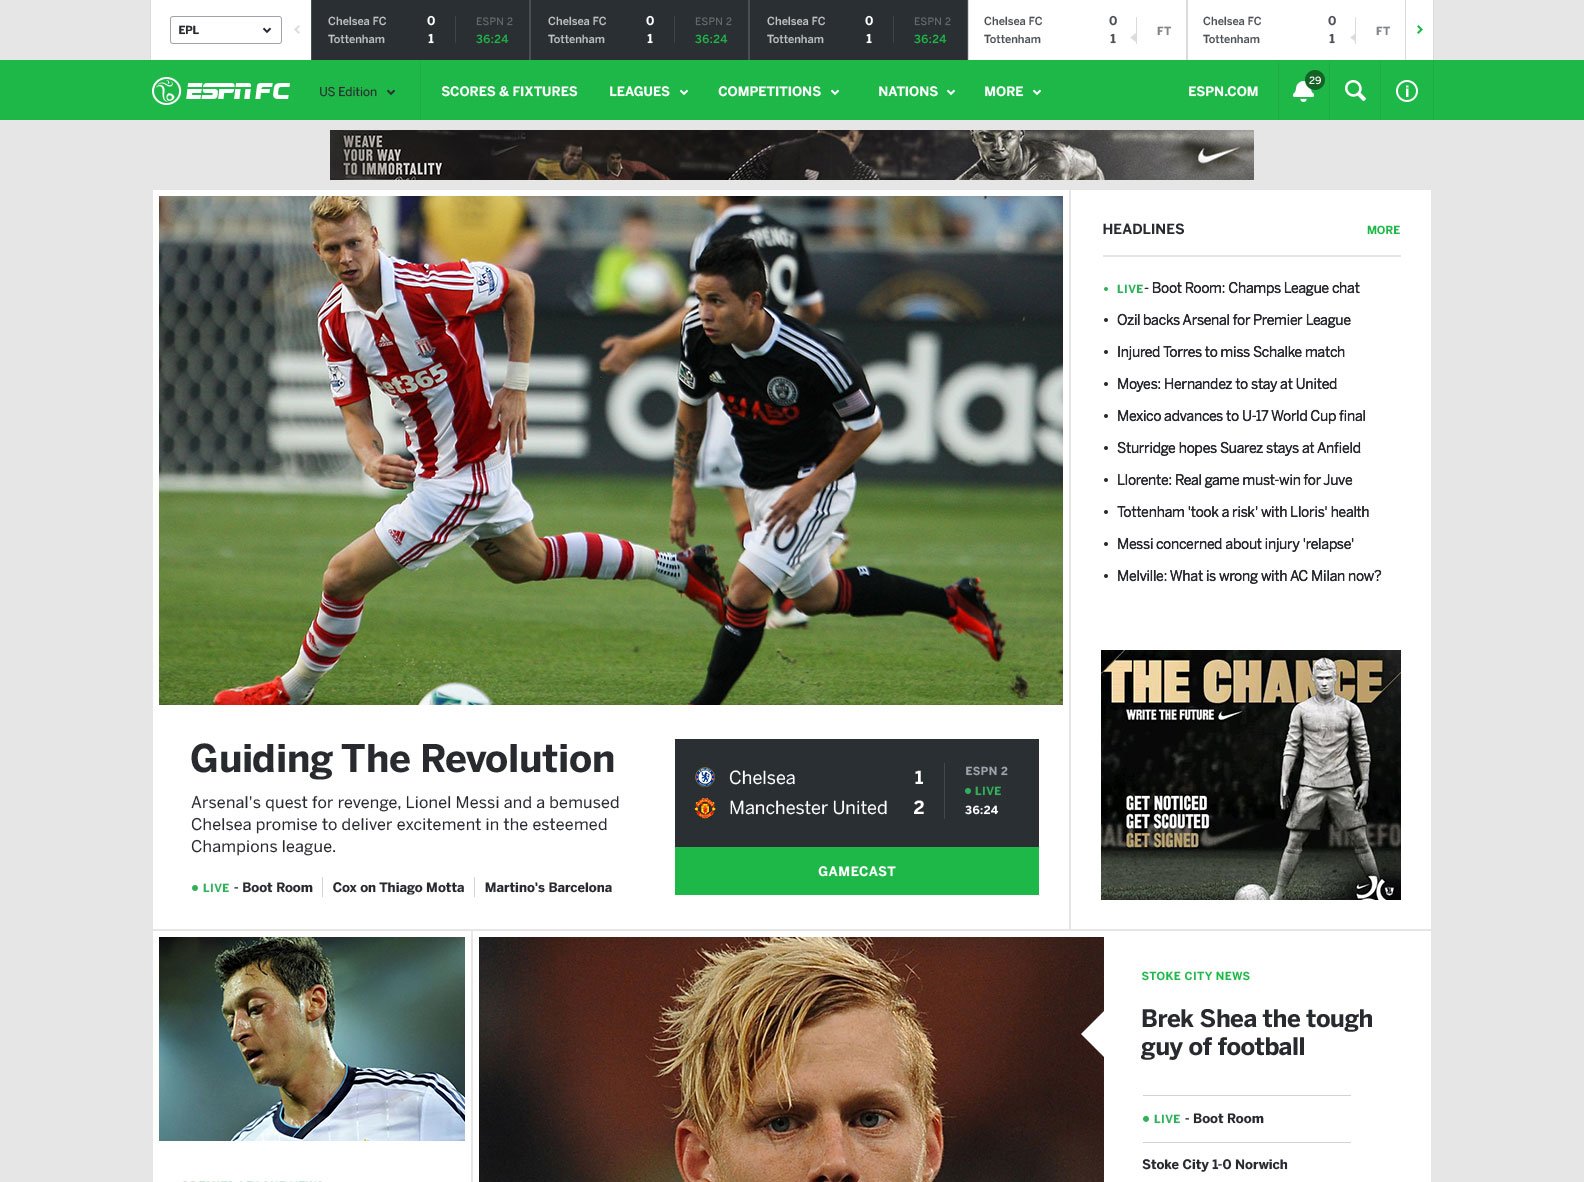 EPL
Chelsea FC 0 ESPN 2
Tottenham 1 36:24
Chelsea FC 0 ESPN 2
Tottenham 1 36:24
Chelsea FC 0 ESPN 2
Tottenham 1 36:24
Chelsea FC 0
Tottenham 1 FT
Chelsea FC 0
Tottenham 1 FT
ESPN FC
US Edition
SCORES & FIXTURES
LEAGUES
COMPETITIONS
NATIONS
MORE
ESPN.COM
29
WEAVE
YOUR WAY
TO IMMORTALITY
bet365
adidas
Guiding The Revolution
Arsenal's quest for revenge, Lionel Messi and a bemused
Chelsea promise to deliver excitement in the esteemed
Champions league.
• LIVE - Boot Room
Cox on Thiago Motta
Martino's Barcelona
Chelsea 1
Manchester United 2
ESPN 2
• LIVE
36:24
GAMECAST
HEADLINES
MORE
• LIVE- Boot Room: Champs League chat
• Ozil backs Arsenal for Premier League
• Injured Torres to miss Schalke match
• Moyes: Hernandez to stay at United
• Mexico advances to U-17 World Cup final
• Sturridge hopes Suarez stays at Anfield
• Llorente: Real game must-win for Juve
• Tottenham 'took a risk' with Lloris' health
• Messi concerned about injury 'relapse'
• Melville: What is wrong with AC Milan now?
THE CHANCE
WRITE THE FUTURE
GET NOTICED
GET SCOUTED
GET SIGNED
STOKE CITY NEWS
Brek Shea the tough
guy of football
• LIVE - Boot Room
Stoke City 1-0 Norwich